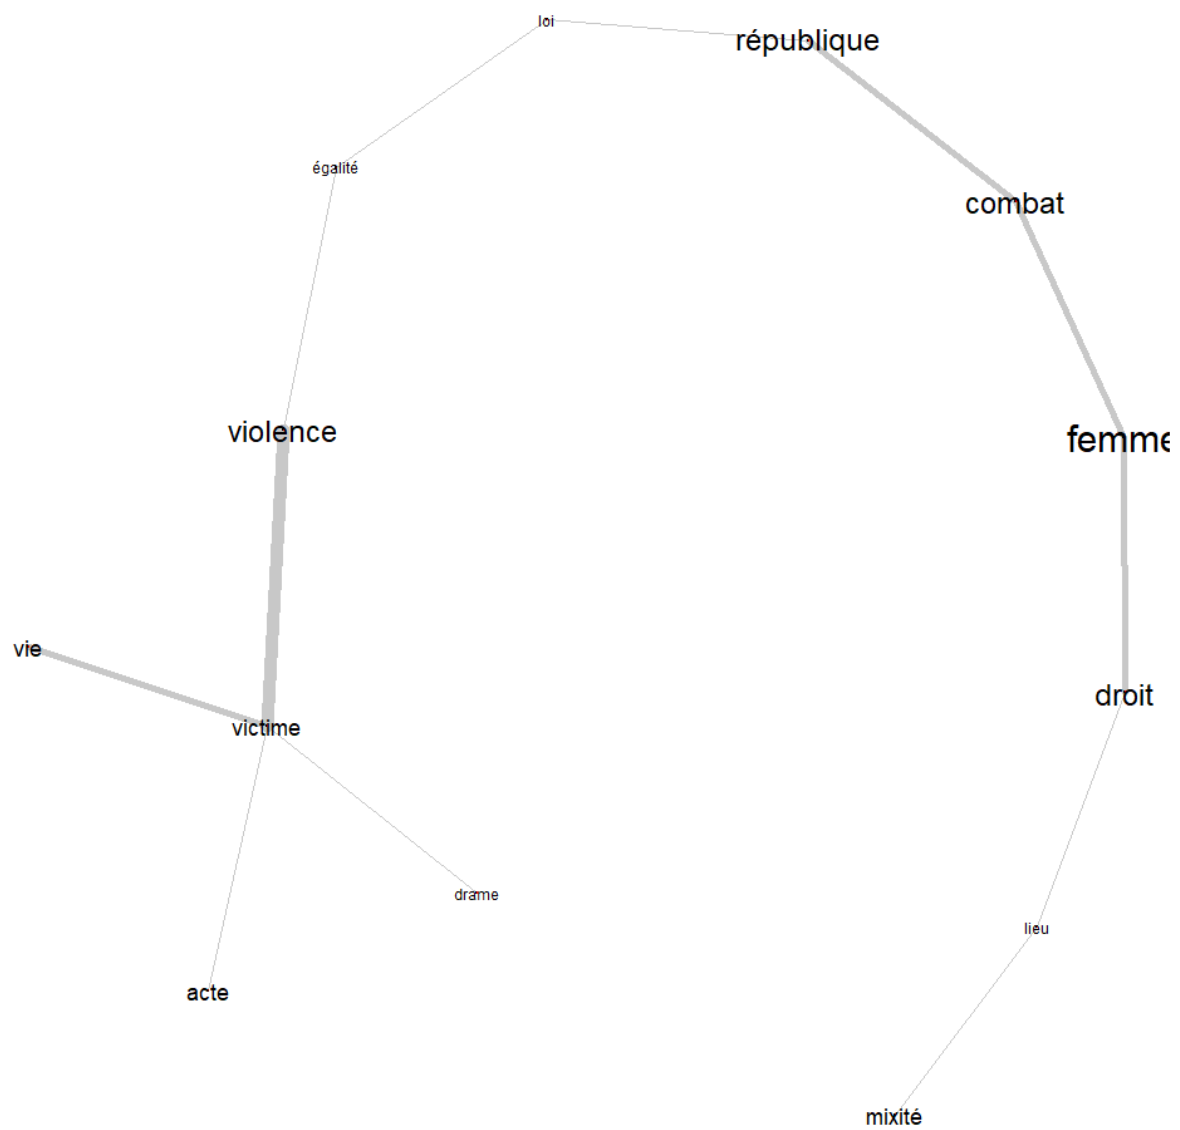 loi
république
égalité
combat
violence
femme
vie
droit
victime
drame
lieu
acte
mixité